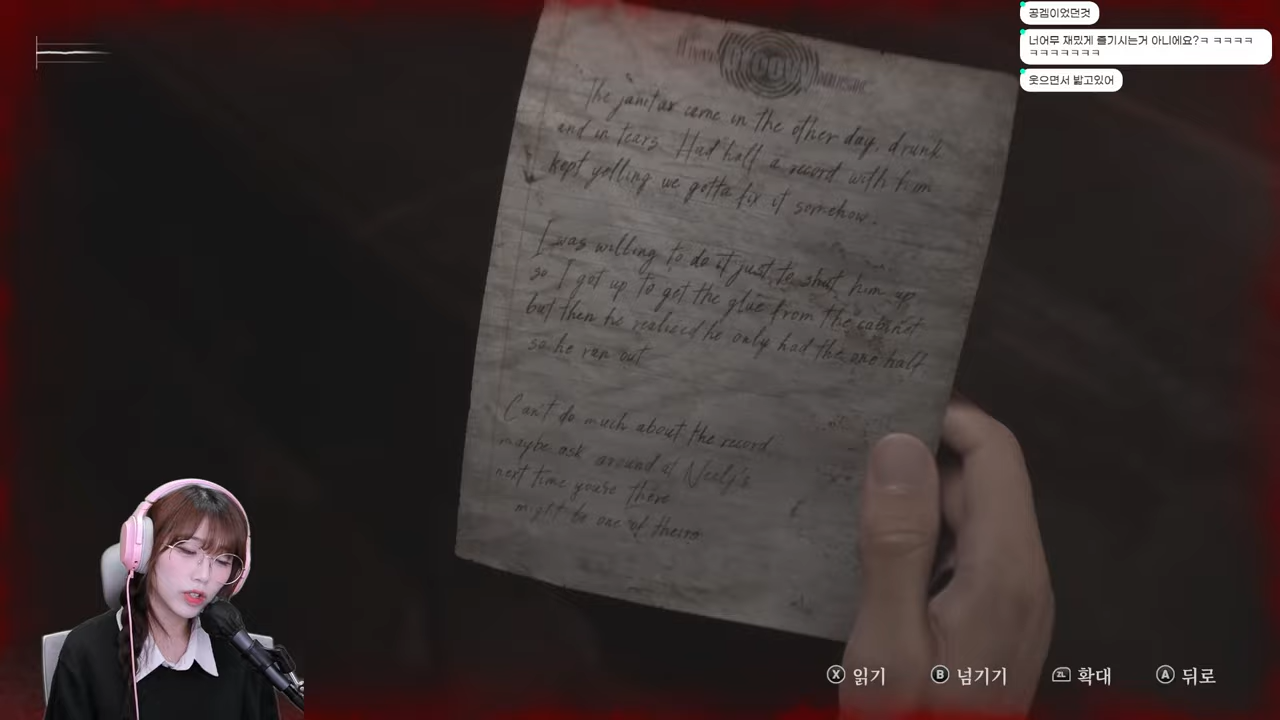 공겜이었던것
너어무 재밌게 즐기시는거 아니에요?ㅋ ㅋㅋㅋㅋ
ㅋㅋㅋㅋㅋㅋㅋ
웃으면서 밟고있어
The janitor came in the other day, drunk
and in tears. Had half a record with him
kept yelling we gotta fix it somehow..
I was willing to do it just to shut him up
so I got up to get the glue from the cabinet
but then he realized he only had the one half
so he ran out
Can't do much about the record
maybe ask around at Neely's
next time you're there
might be one of theirs
X 읽기
B 넘기기
ZL 확대
A 뒤로